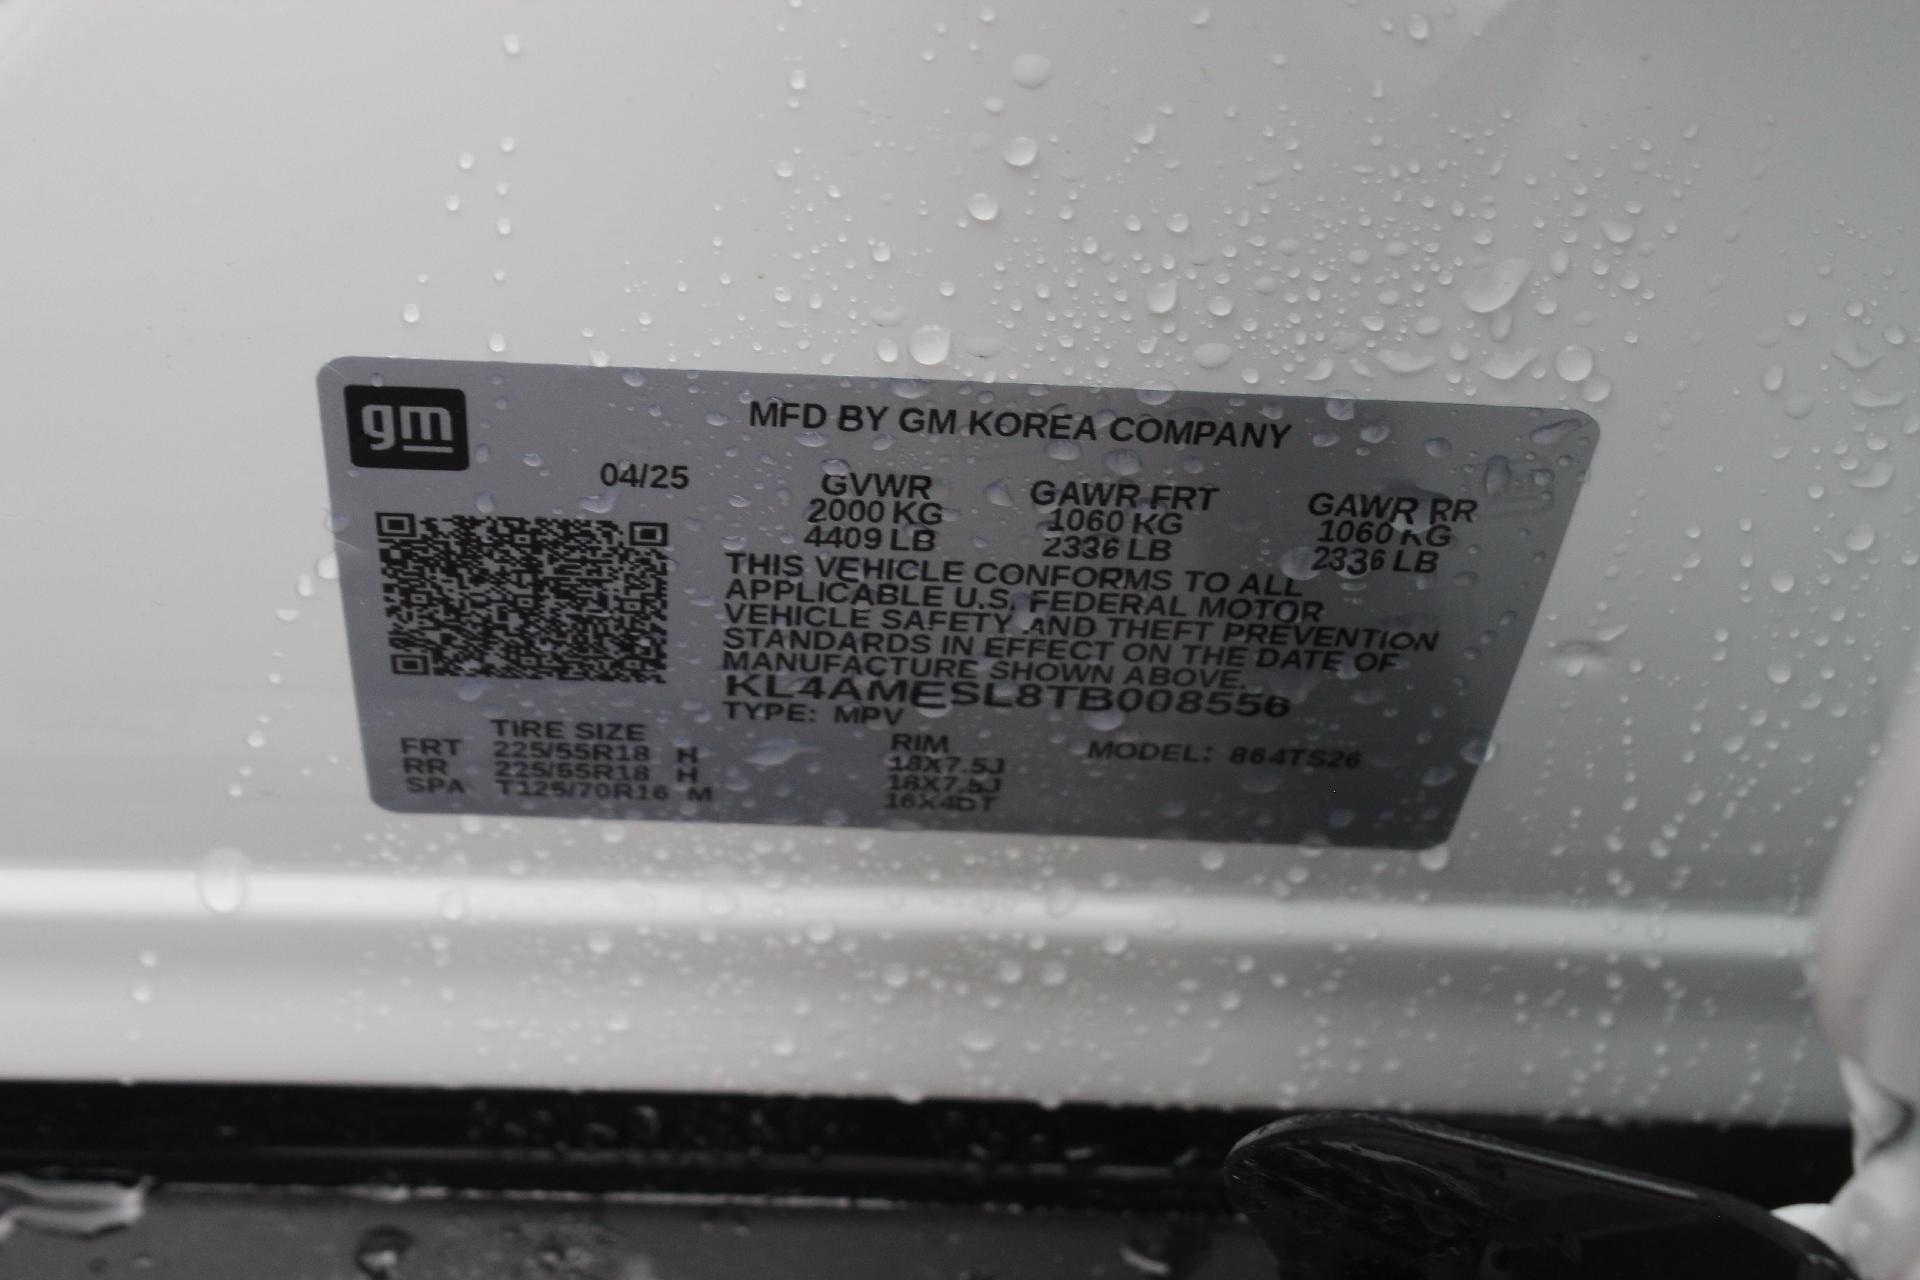 gm
MFD BY GM KOREA COMPANY
04/25
GVWR GAWR FRT GAWR RR
2000 KG 1060 KG 1060 KG
4409 LB 2336 LB 2336 LB
THIS VEHICLE CONFORMS TO ALL
APPLICABLE U.S. FEDERAL MOTOR
VEHICLE SAFETY AND THEFT PREVENTION
STANDARDS IN EFFECT ON THE DATE OF
MANUFACTURE SHOWN ABOVE.
KL4AMESL8TB008556
TYPE: MPV
MODEL: 864TS26
TIRE SIZE RIM
FRT 225/55R18 H 18X7.5J
RR 225/55R18 H 18X7.5J
SPA T125/70R16 M 16X4BT